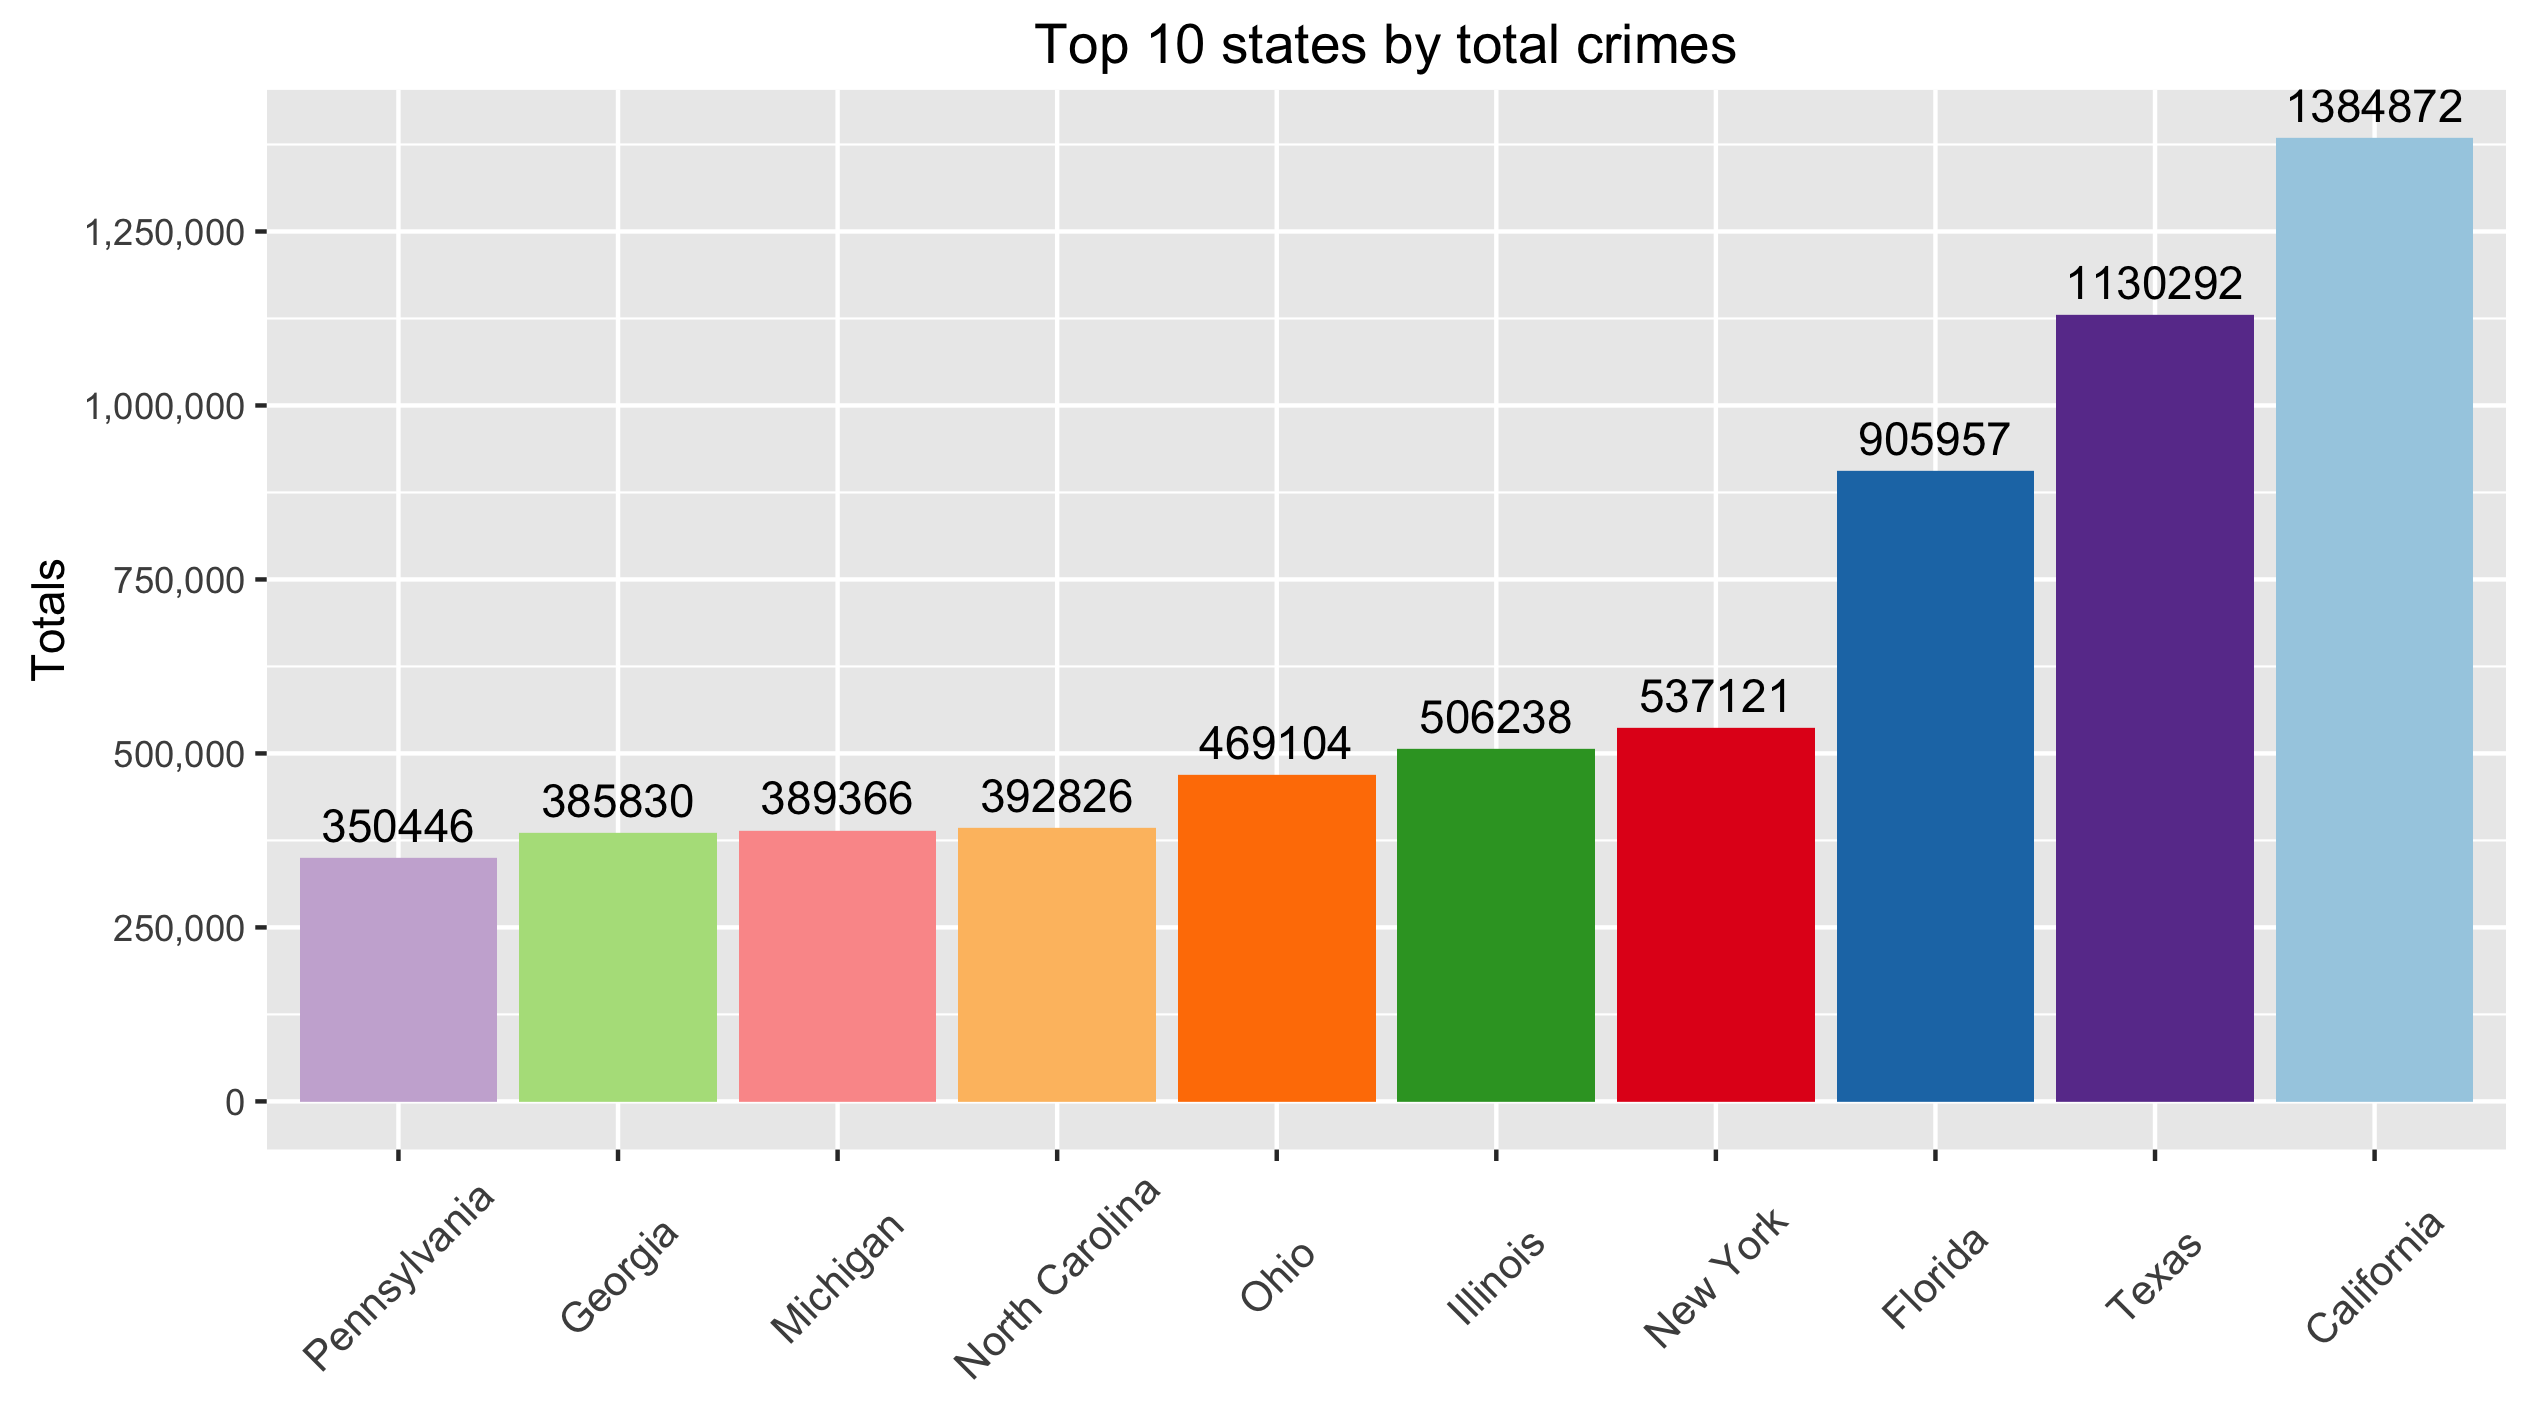 Top 10 states by total crimes
Totals
1,250,000
1,000,000
750,000
500,000
250,000
0
350446
385830
389366
392826
469104
506238
537121
905957
1130292
1384872
Pennsylvania
Georgia
Michigan
North Carolina
Ohio
Illinois
New York
Florida
Texas
California